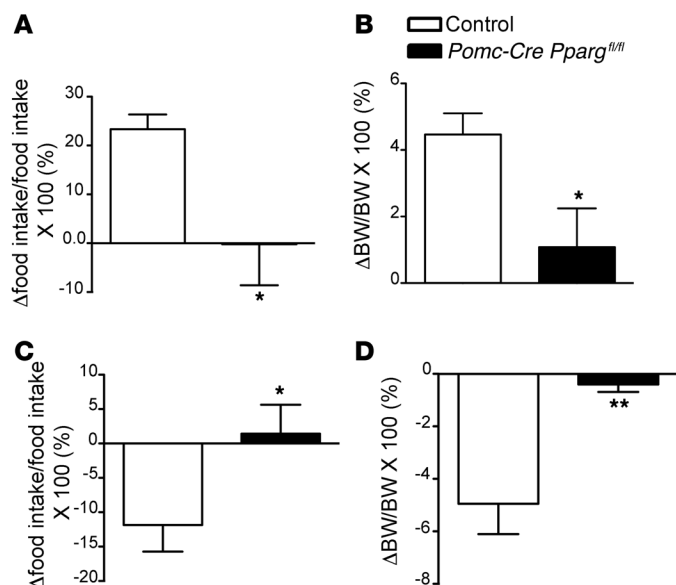 A
Δfood intake/food intake
X 100 (%)
30
20
10
0.0
-10
*
B
Control
Pomc-Cre Pparg^fl/fl
ΔBW/BW X 100 (%)
6
4
2
0
*
C
Δfood intake/food intake
X 100 (%)
10
5
0
-5
-10
-15
-20
*
D
ΔBW/BW X 100 (%)
0
-2
-4
-6
-8
**